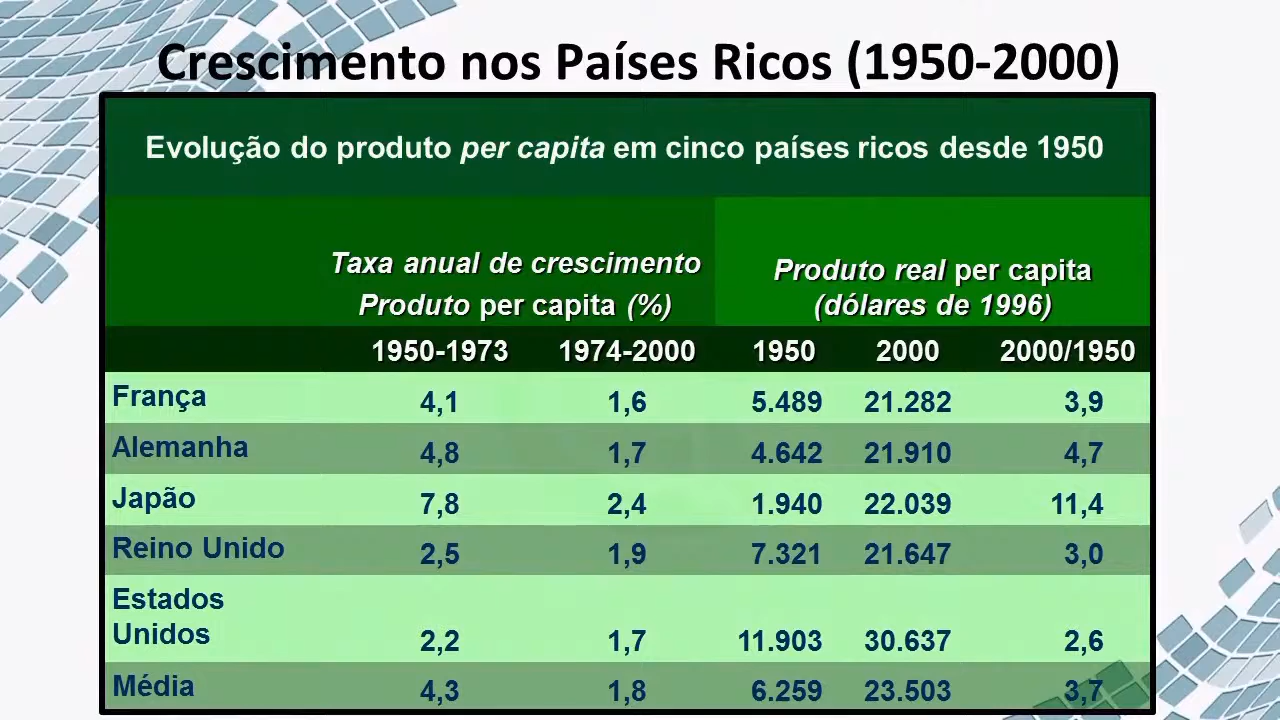 Crescimento nos Países Ricos (1950-2000)
Evolução do produto per capita em cinco países ricos desde 1950
Taxa anual de crescimento
Produto per capita (%)
Produto real per capita
(dólares de 1996)
1950-1973 1974-2000 1950 2000 2000/1950
França 4,1 1,6 5.489 21.282 3,9
Alemanha 4,8 1,7 4.642 21.910 4,7
Japão 7,8 2,4 1.940 22.039 11,4
Reino Unido 2,5 1,9 7.321 21.647 3,0
Estados
Unidos 2,2 1,7 11.903 30.637 2,6
Média 4,3 1,8 6.259 23.503 3,7